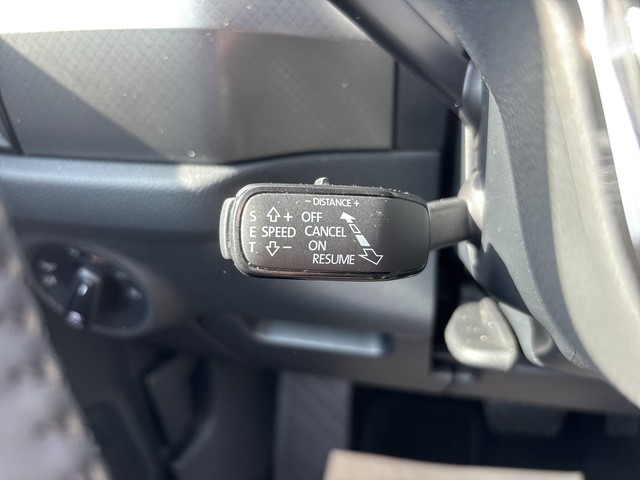 - DISTANCE +
S + OFF
E SPEED CANCEL
T. - ON
RESUME